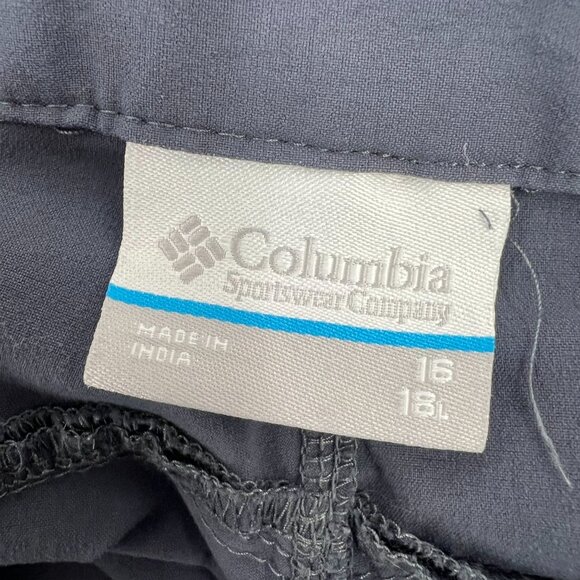 Columbia
Sportswear Company
MADE IN
INDIA
16
18L